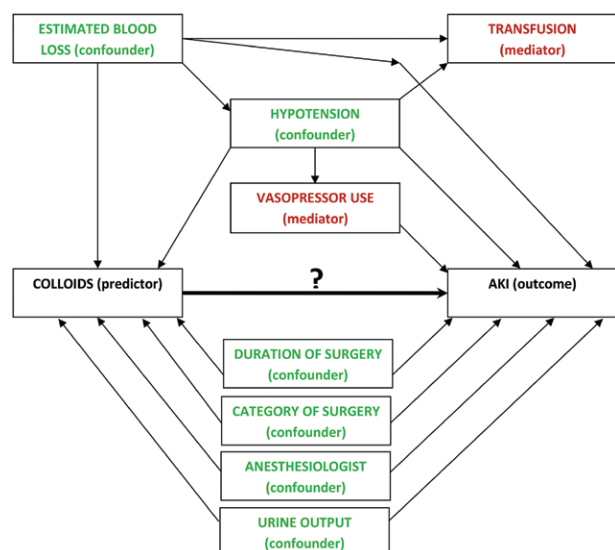 ESTIMATED BLOOD
LOSS (confounder)
TRANSFUSION
(mediator)
HYPOTENSION
(confounder)
VASOPRESSOR USE
(mediator)
COLLOIDS (predictor)
?
AKI (outcome)
DURATION OF SURGERY
(confounder)
CATEGORY OF SURGERY
(confounder)
ANESTHESIOLOGIST
(confounder)
URINE OUTPUT
(confounder)